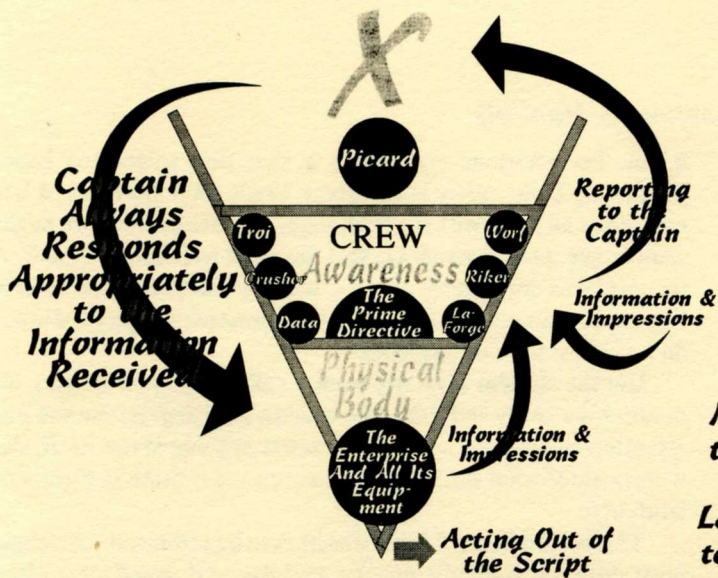 X
Picard
Captain
Always
Responds
Appropriately
to the
Information
Received
Reporting
to the
Captain
Troi
CREW
Worf
Crusher
Awareness
Riker
Data
The
Prime
Directive
La-
Forge
Information &
Impressions
Physical
Body
The
Enterprise
And All Its
Equip-
ment
Information &
Impressions
Acting Out of
the Script